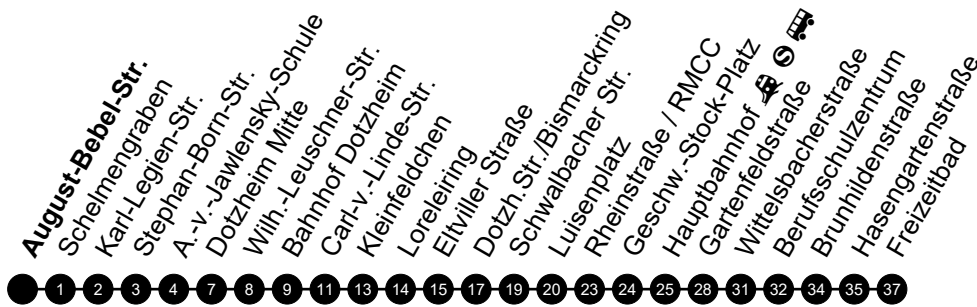 August-Bebel-Str.
Schelmengraben
Karl-Legien-Str.
Stephan-Born-Str.
A.-v.-Jawlensky-Schule
Dotzheim Mitte
Wilh.-Leuschner-Str.
Bahnhof Dotzheim
Carl-v.-Linde-Str.
Kleinfeldchen
Loreleiring
Eltviller Straße
Dotzh.Str./Bismarckring
Schwalbacher Str.
Luisenplatz
Rheinstraße / RMCC
Geschw.-Stock-Platz
Hauptbahnhof S
Gartenfeldstraße
Wittelsbacherstraße
Berufsschulzentrum
Brunhildenstraße
Hasengartenstraße
Freizeitbad
1 2 3 4 7 8 9 11 13 14 15 17 19 20 23 24 25 28 31 32 34 35 37